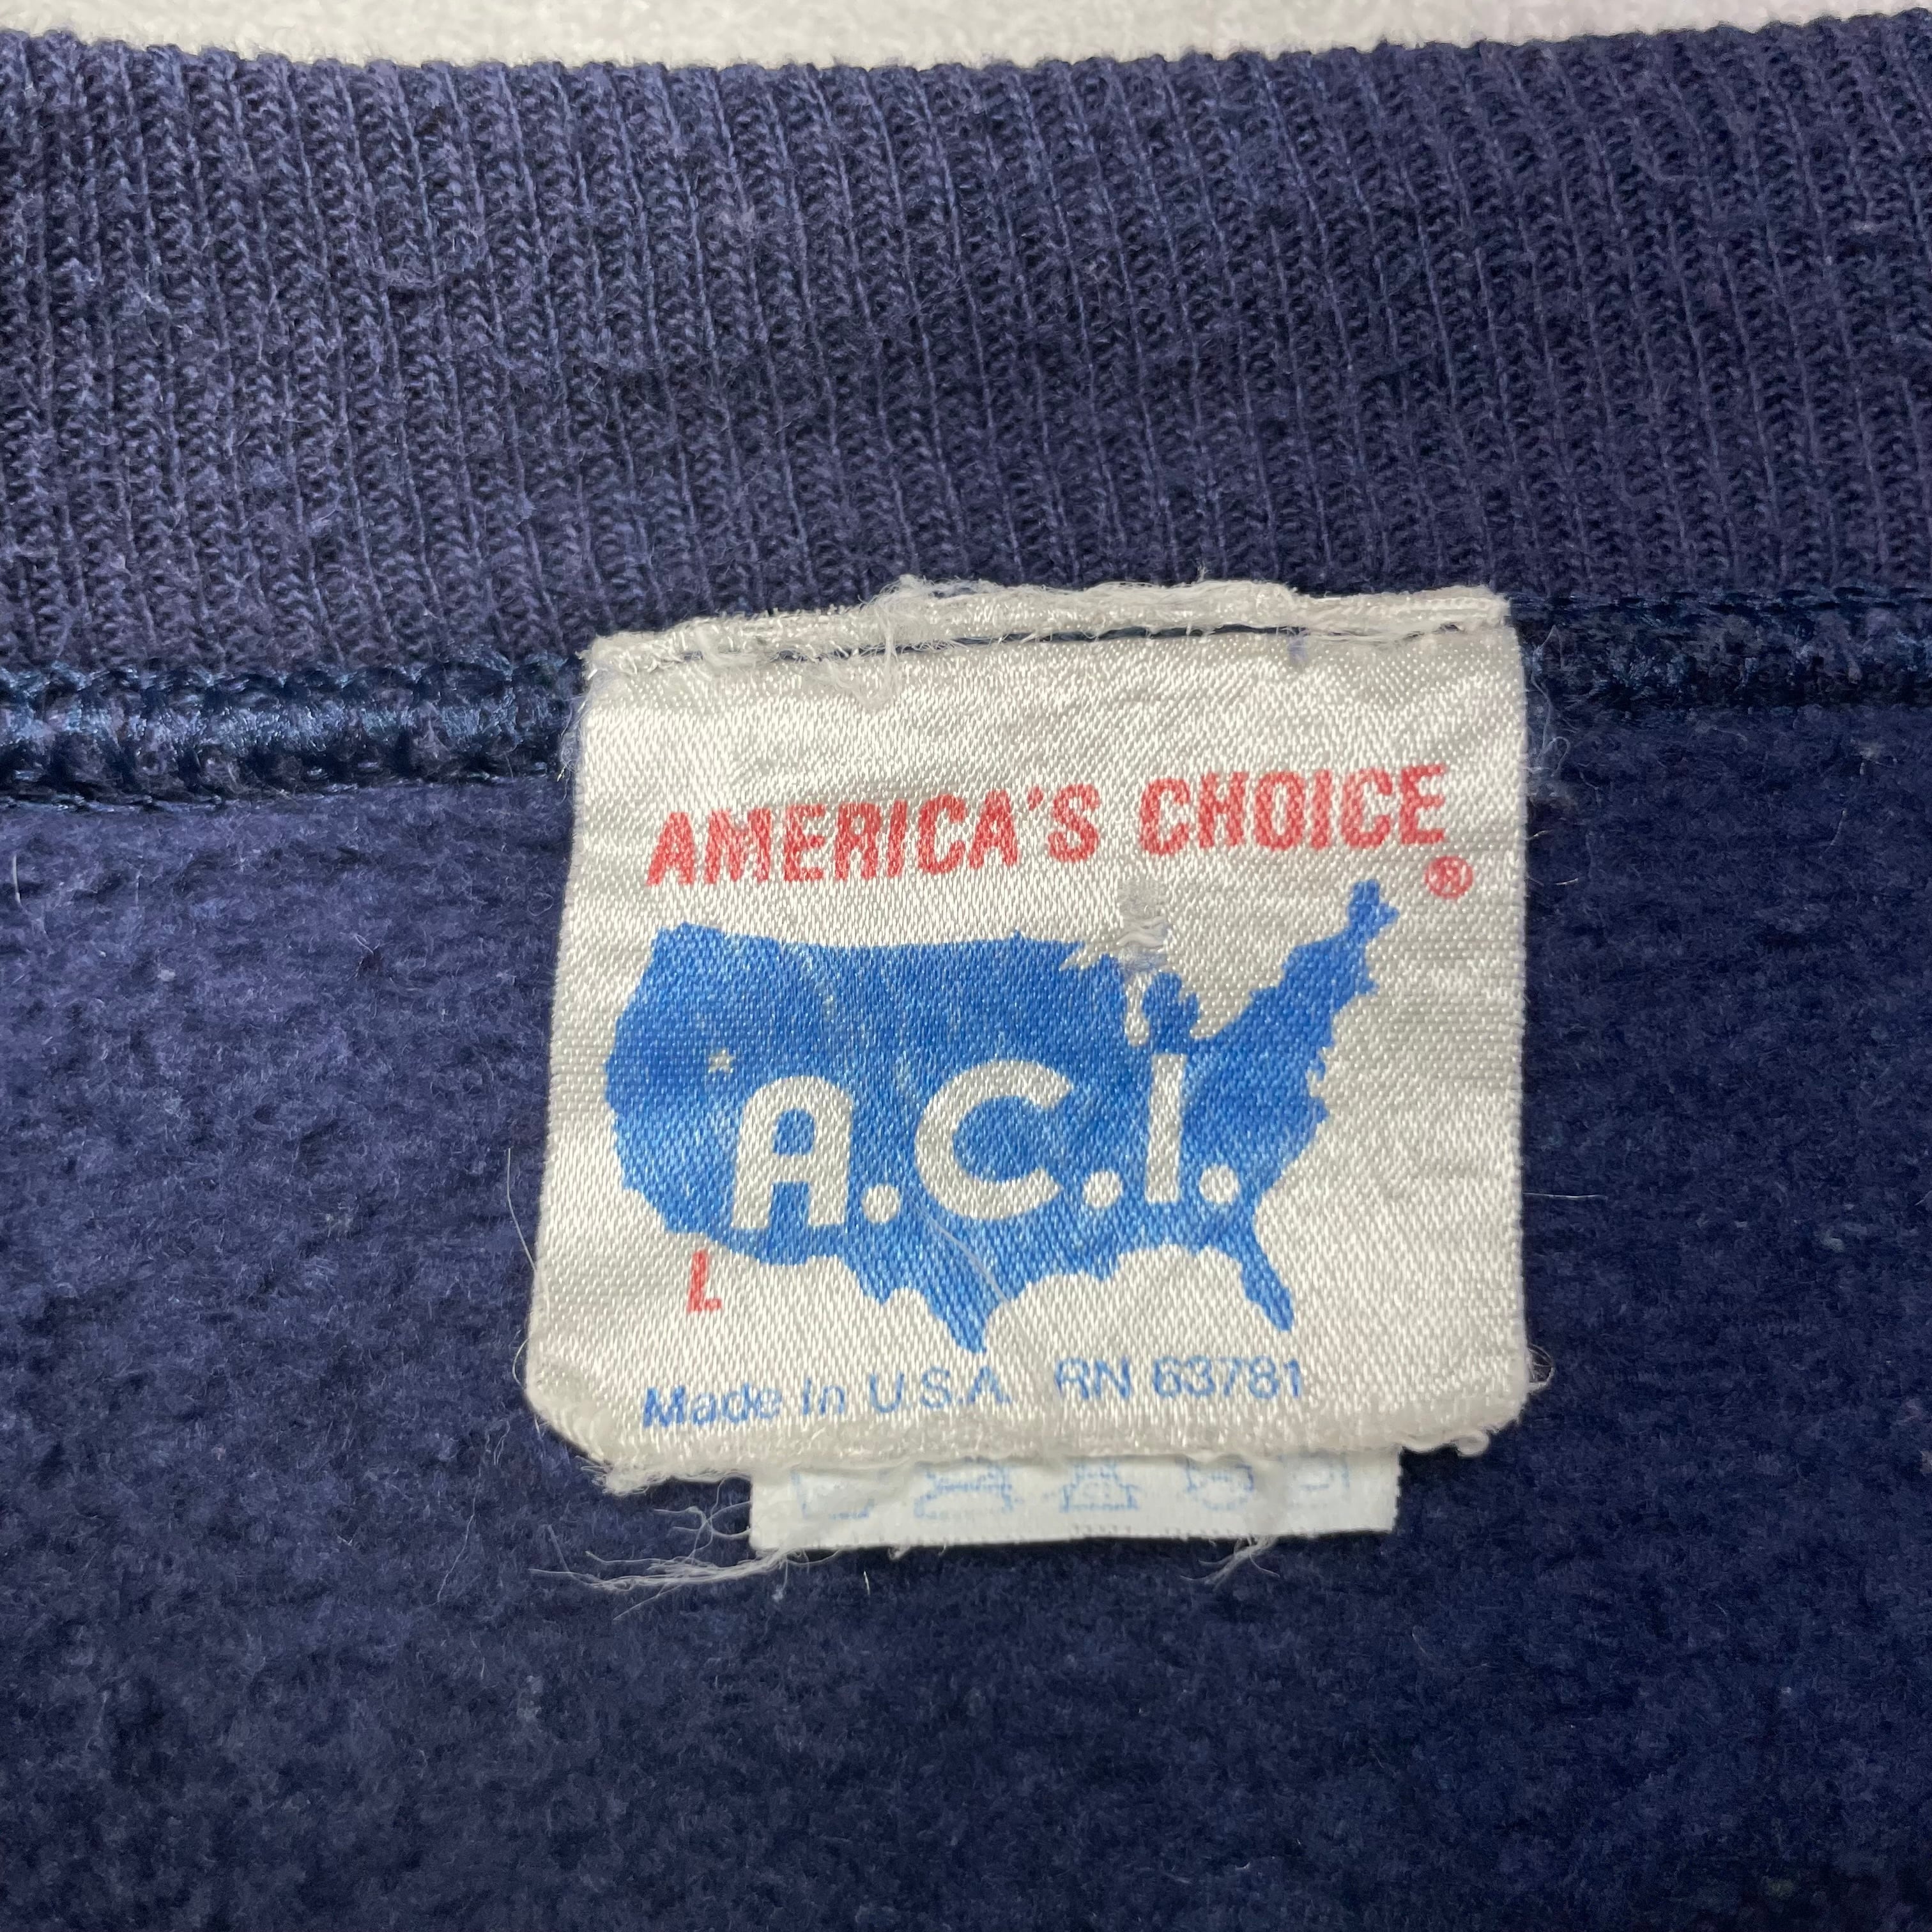 AMERICA'S CHOICE
®
A.C.I.
L
Made in U.S.A RN 63781